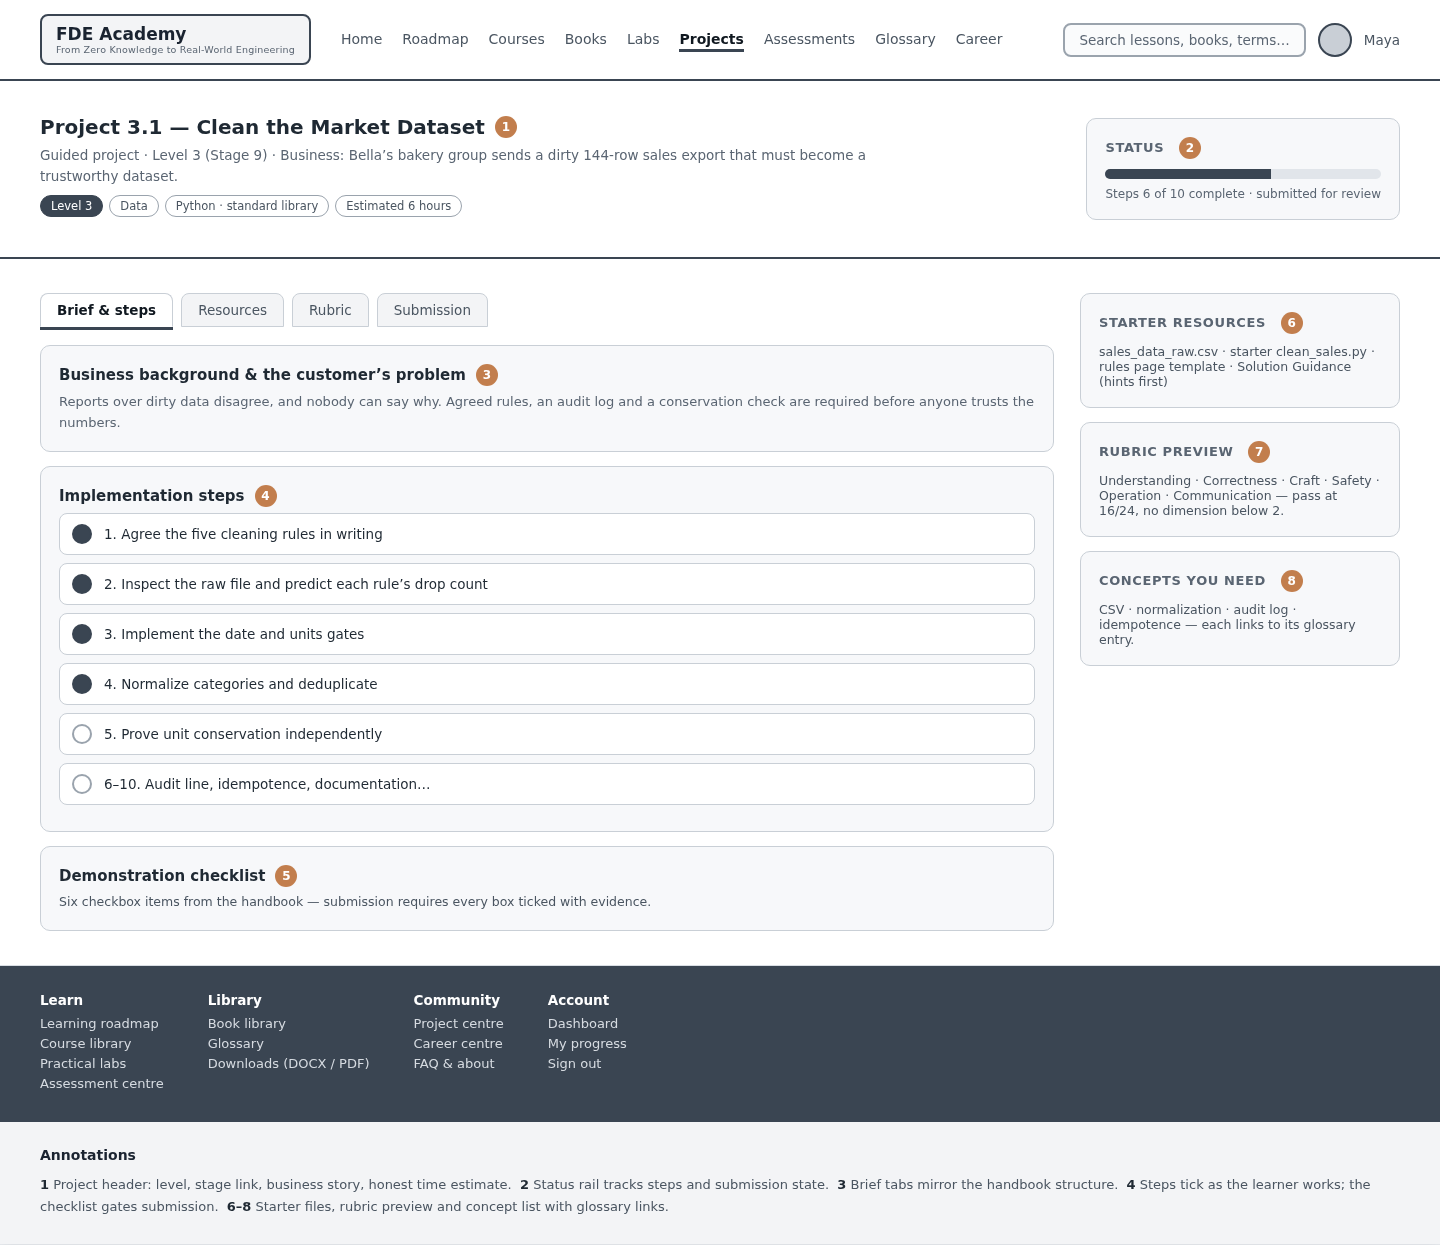 FDE Academy
From Zero Knowledge to Real-World Engineering
Home Roadmap Courses Books Labs Projects Assessments Glossary Career
Search lessons, books, terms…
Maya
Project 3.1 — Clean the Market Dataset 1
Guided project · Level 3 (Stage 9) · Business: Bella’s bakery group sends a dirty 144-row sales export that must become a
trustworthy dataset.
Level 3 Data Python · standard library Estimated 6 hours
STATUS 2
Steps 6 of 10 complete · submitted for review
Brief & steps Resources Rubric Submission
Business background & the customer’s problem 3
Reports over dirty data disagree, and nobody can say why. Agreed rules, an audit log and a conservation check are required before anyone trusts the
numbers.
Implementation steps 4
1. Agree the five cleaning rules in writing
2. Inspect the raw file and predict each rule’s drop count
3. Implement the date and units gates
4. Normalize categories and deduplicate
5. Prove unit conservation independently
6–10. Audit line, idempotence, documentation…
Demonstration checklist 5
Six checkbox items from the handbook — submission requires every box ticked with evidence.
STARTER RESOURCES 6
sales_data_raw.csv · starter clean_sales.py ·
rules page template · Solution Guidance
(hints first)
RUBRIC PREVIEW 7
Understanding · Correctness · Craft · Safety ·
Operation · Communication — pass at
16/24, no dimension below 2.
CONCEPTS YOU NEED 8
CSV · normalization · audit log ·
idempotence — each links to its glossary
entry.
Learn
Learning roadmap
Course library
Practical labs
Assessment centre
Library
Book library
Glossary
Downloads (DOCX / PDF)
Community
Project centre
Career centre
FAQ & about
Account
Dashboard
My progress
Sign out
Annotations
1 Project header: level, stage link, business story, honest time estimate. 2 Status rail tracks steps and submission state. 3 Brief tabs mirror the handbook structure. 4 Steps tick as the learner works; the
checklist gates submission. 6–8 Starter files, rubric preview and concept list with glossary links.